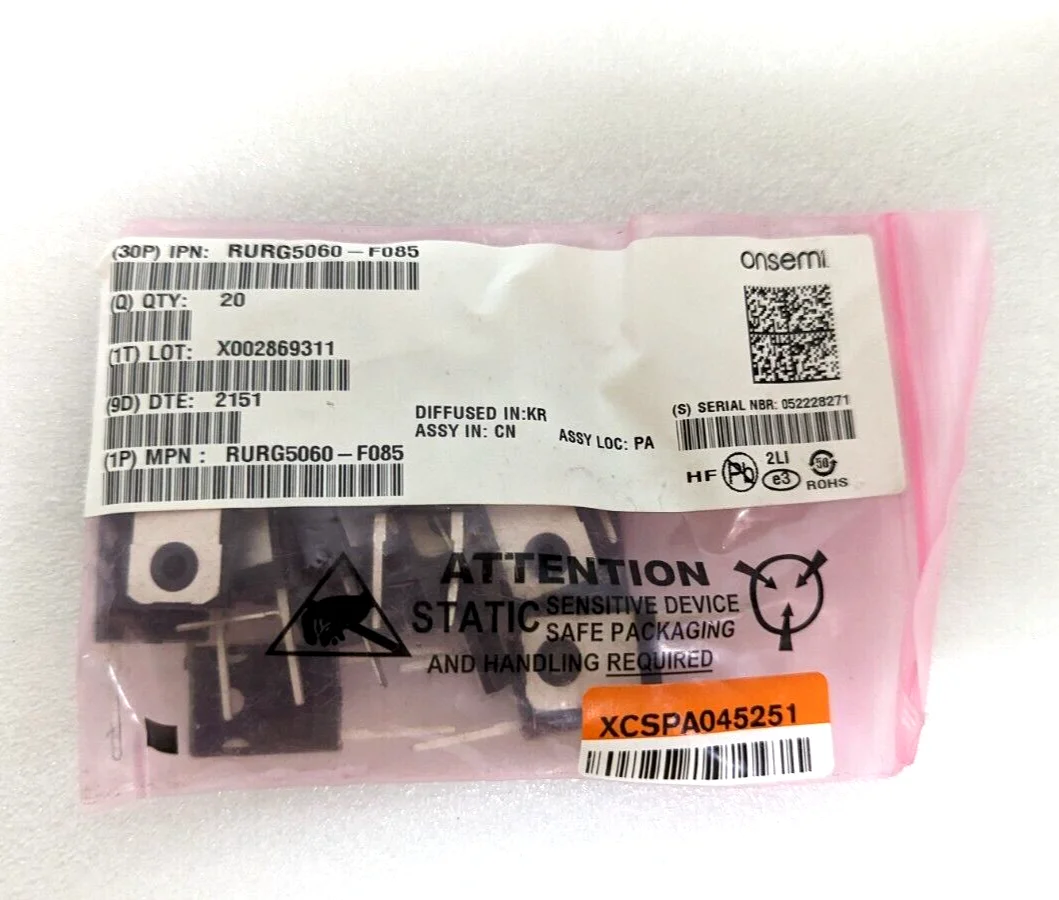 (30P) IPN: RURG5060-F085
(Q) QTY: 20
(1T) LOT: X002869311
(9D) DTE: 2151
(1P) MPN : RURG5060-F085
DIFFUSED IN:KR
ASSY IN: CN
ASSY LOC: PA
onsemi
(S) SERIAL NBR: 052228271
HF Pb 2LI e3 50 ROHS
ATTENTION
STATIC SENSITIVE DEVICE
SAFE PACKAGING
AND HANDLING REQUIRED
XCSPA045251